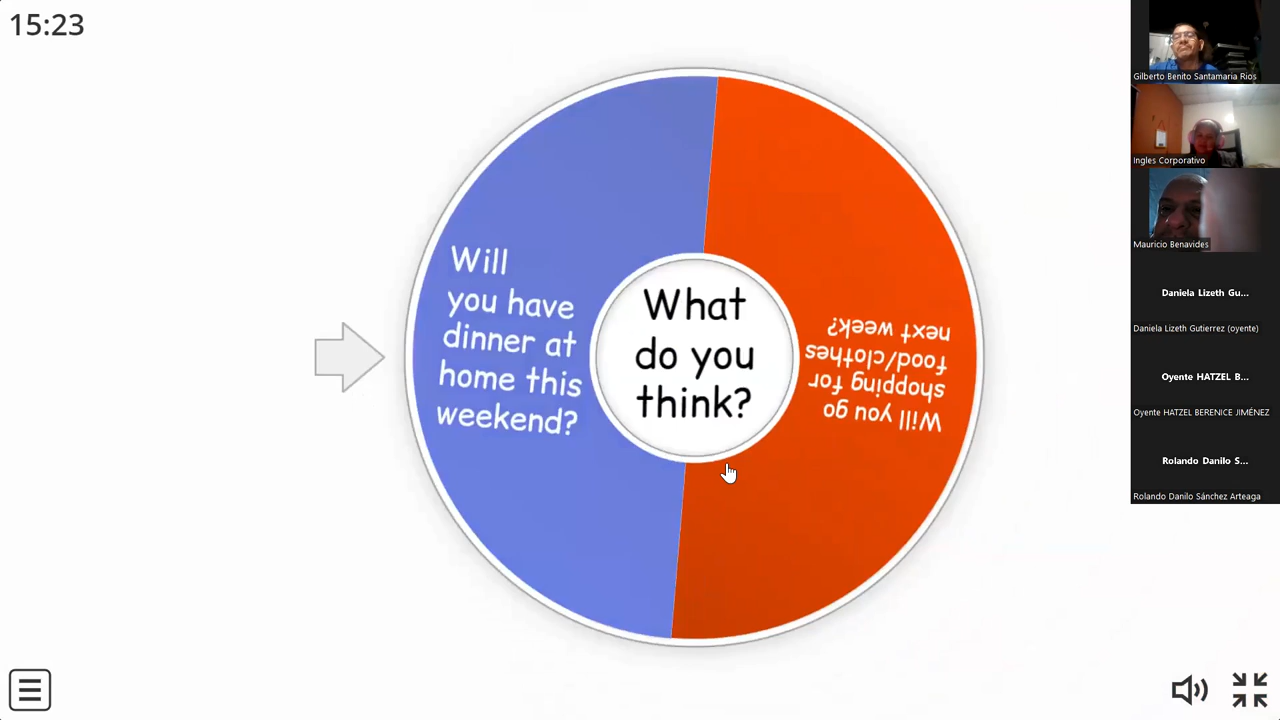 15:23
Will
you have
dinner at
home this
weekend?
What
do you
think?
Will you go
shopping for
food/clothes
next week?
Gilberto Benito Santamaria Rios
Ingles Corporativo
Mauricio Benavides
Daniela Lizeth Gu...
Daniela Lizeth Gutierrez (oyente)
Oyente HATZEL B...
Oyente HATZEL BERENICE JIMÉNEZ
Rolando Danilo S...
Rolando Danilo Sánchez Arteaga